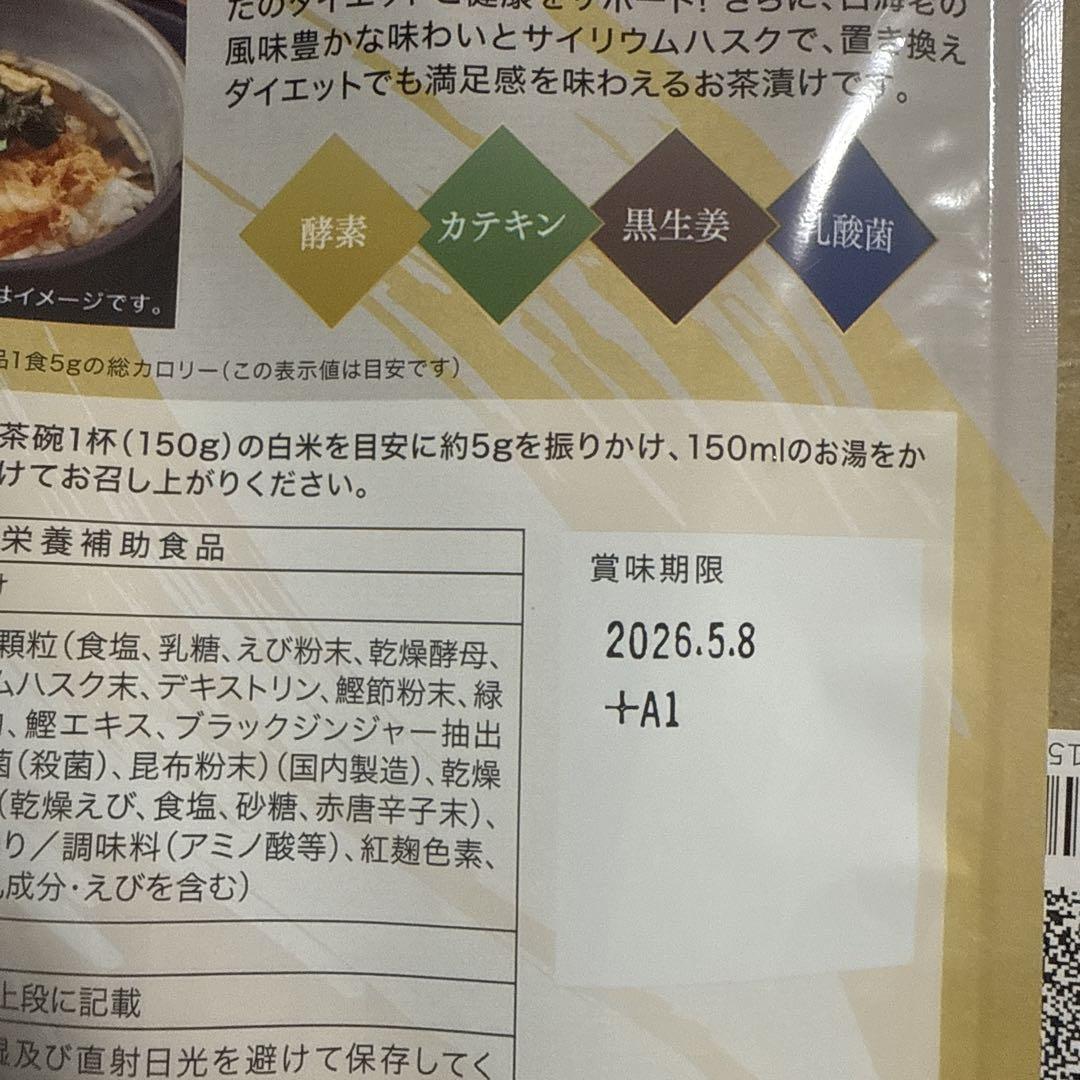 たのダイエットと健康をサポート! さらに、白海老の
風味豊かな味わいとサイリウムハスクで、置き換え
ダイエットでも満足感を味わえるお茶漬けです。
酵素
カテキン
黒生姜
乳酸菌
はイメージです。
品1食5gの総カロリー(この表示値は目安です)
茶碗1杯(150g)の白米を目安に約5gを振りかけ、150mlのお湯をか
けてお召し上がりください。
栄養補助食品
け
顆粒(食塩、乳糖、えび粉末、乾燥酵母、
ムハスク末、デキストリン、鰹節粉末、緑
、鰹エキス、ブラックジンジャー抽出
菌(殺菌)、昆布粉末)(国内製造)、乾燥
(乾燥えび、食塩、砂糖、赤唐辛子末)、
り/調味料(アミノ酸等)、紅麹色素、
乳成分・えびを含む)
上段に記載
湿及び直射日光を避けて保存してく
賞味期限
2026.5.8
+A1
15